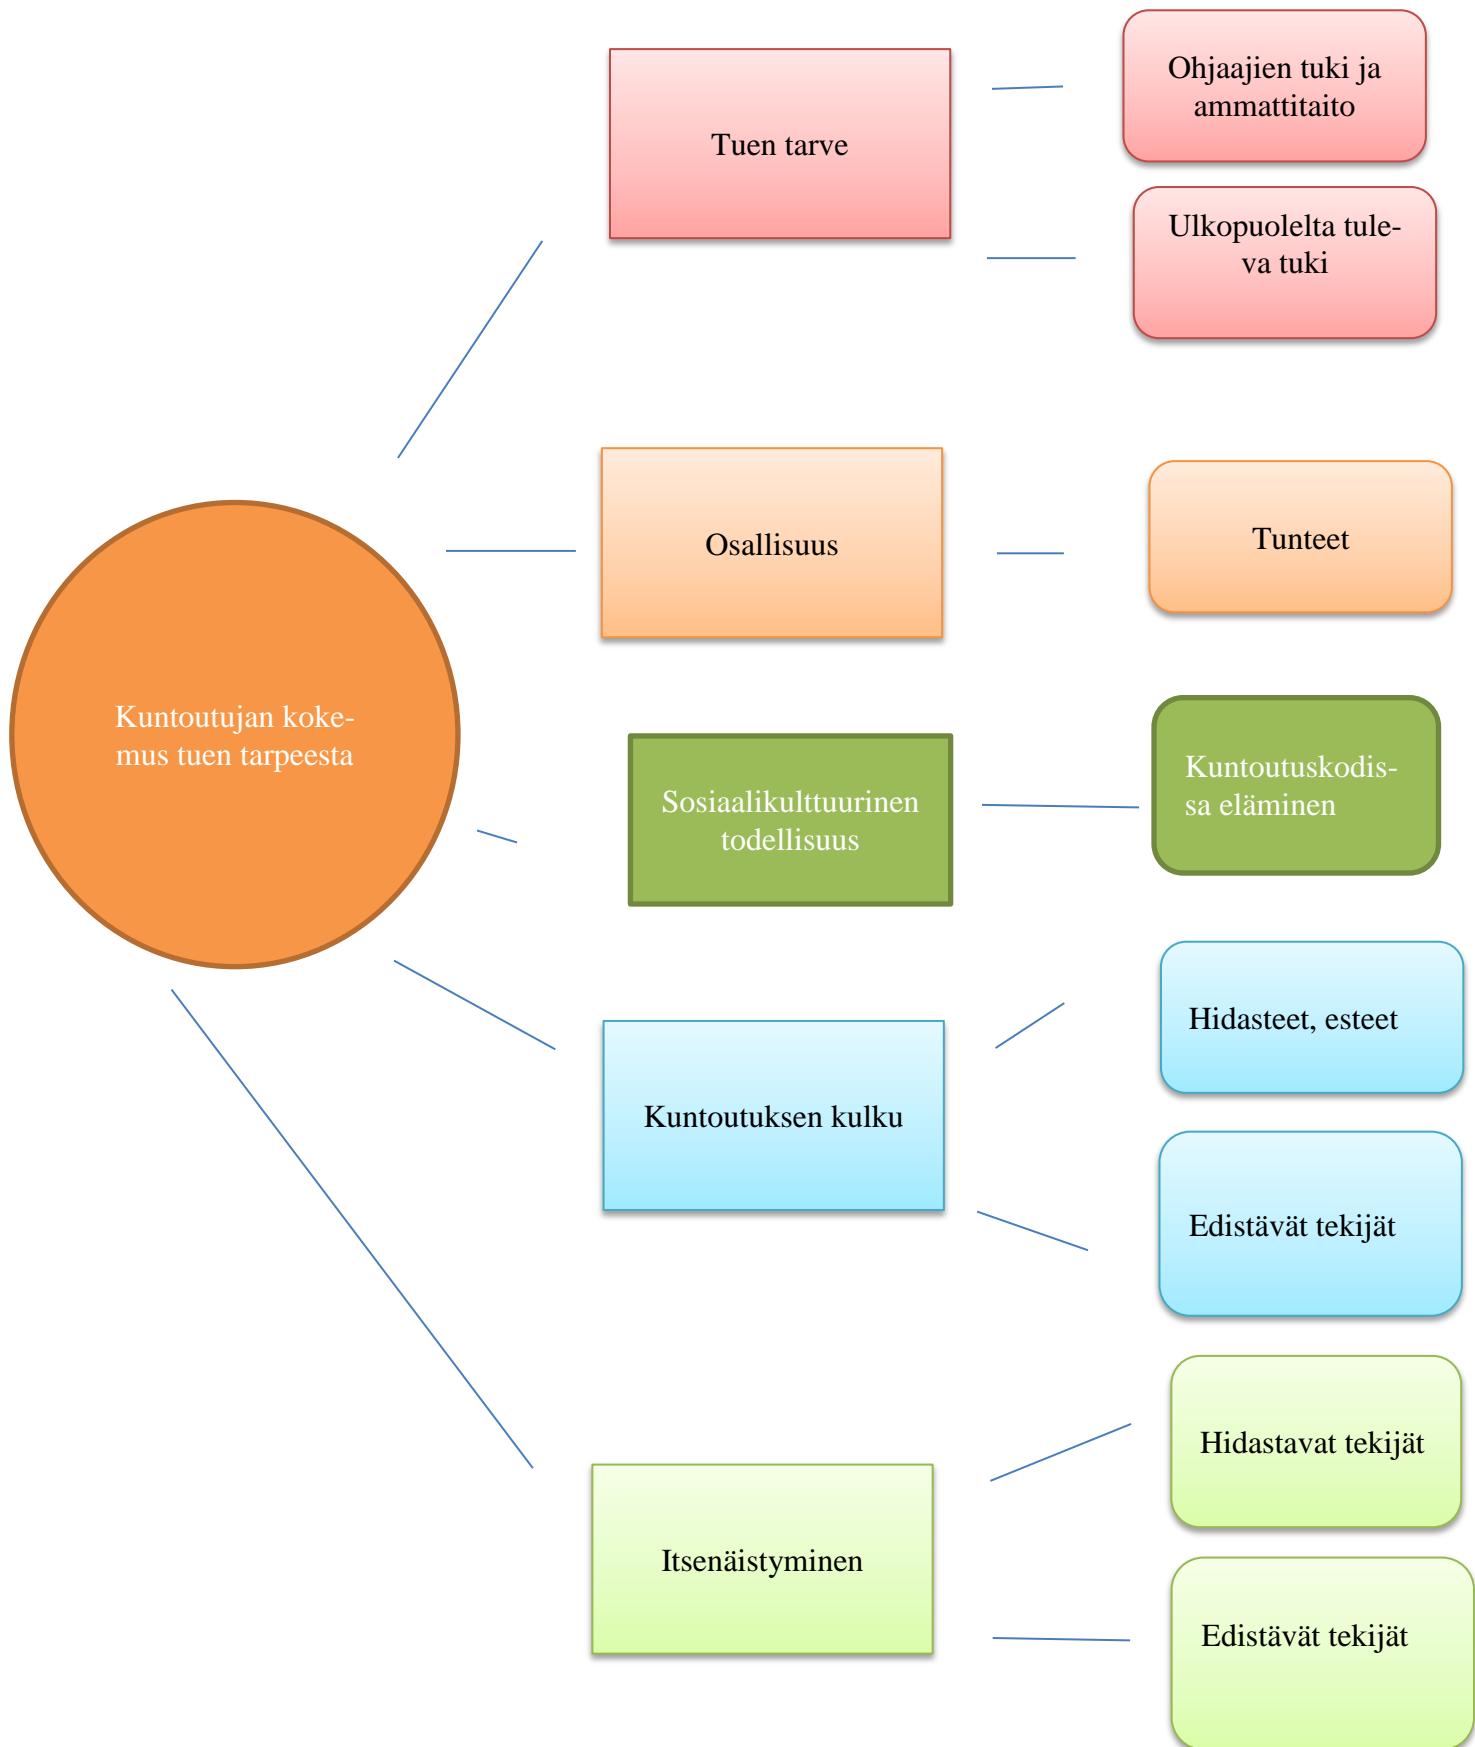 Kuntoutujan koke-
mus tuen tarpeesta
Tuen tarve
Ohjaajien tuki ja
ammattitaito
Ulkopuolelta tule-
va tuki
Osallisuus
Tunteet
Sosiaalikulttuurinen
todellisuus
Kuntoutuskodis-
sa eläminen
Kuntoutuksen kulku
Hidasteet, esteet
Edistävät tekijät
Itsenäistyminen
Hidastavat tekijät
Edistävät tekijät